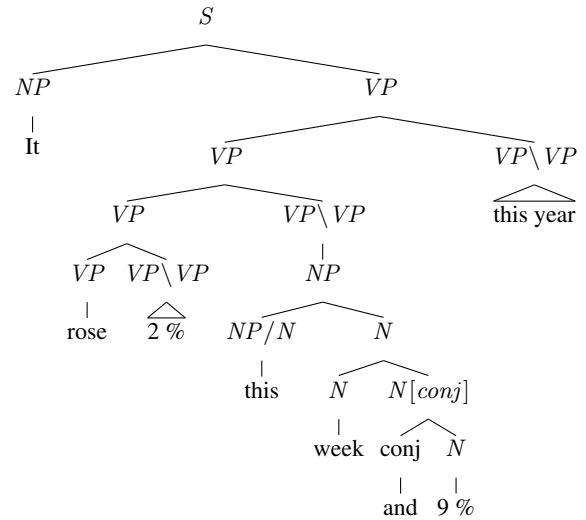 S
NP VP
It
VP VP\VP
this year
VP VP\VP
VP VP\VP NP
rose 2 % NP/N N
this N N[conj]
week conj N
and 9 %